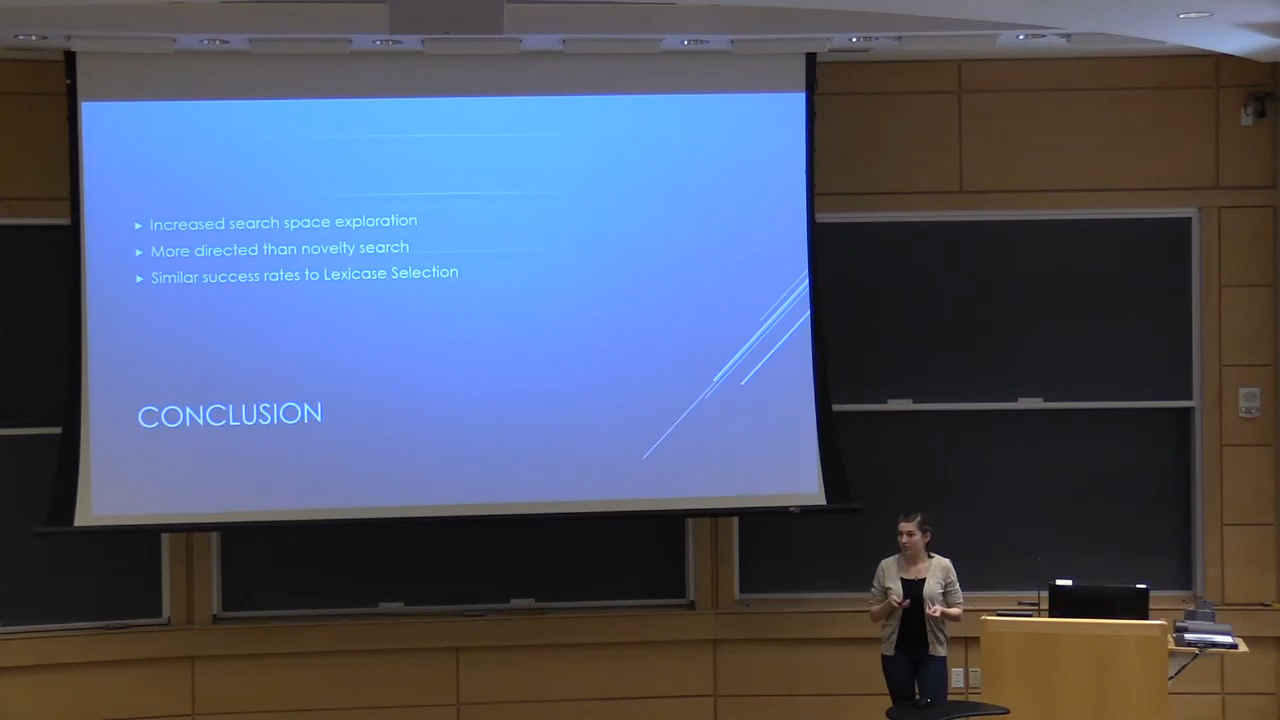 Increased search space exploration
More directed than novelty search
Similar success rates to Lexicase Selection
CONCLUSION